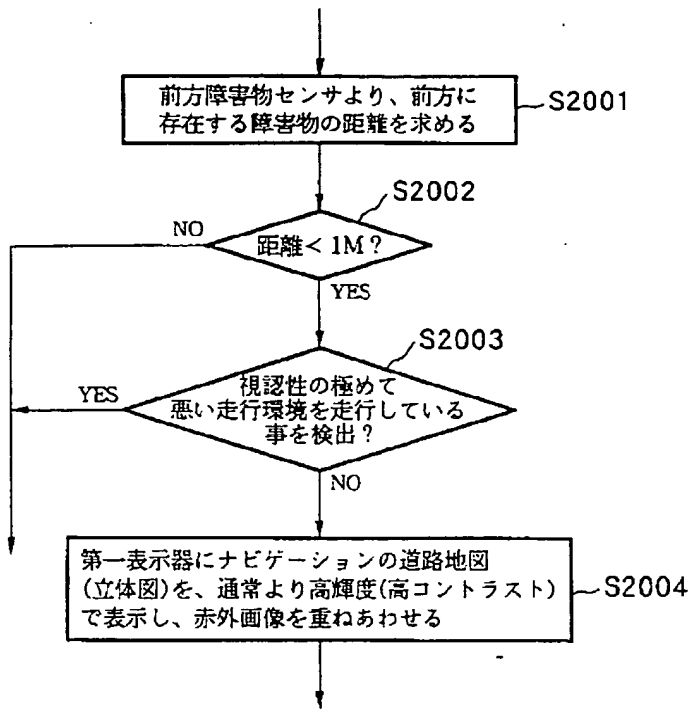 前方障害物センサより、前方に
存在する障害物の距離を求める
S2001
S2002
NO
距離< 1M ?
YES
S2003
YES
視認性の極めて
悪い走行環境を走行している
事を検出?
NO
第一表示器にナビゲーションの道路地図
(立体図)を、通常より高輝度(高コントラスト)
で表示し、赤外画像を重ねあわせる
S2004